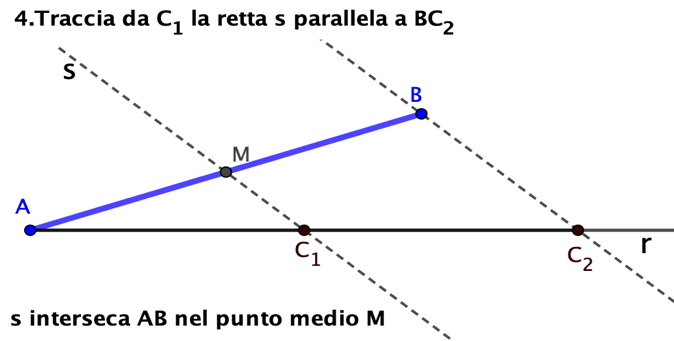 4.Traccia da C₁ la retta s parallela a BC₂
s
B
M
A
C₁
C₂
r
s interseca AB nel punto medio M